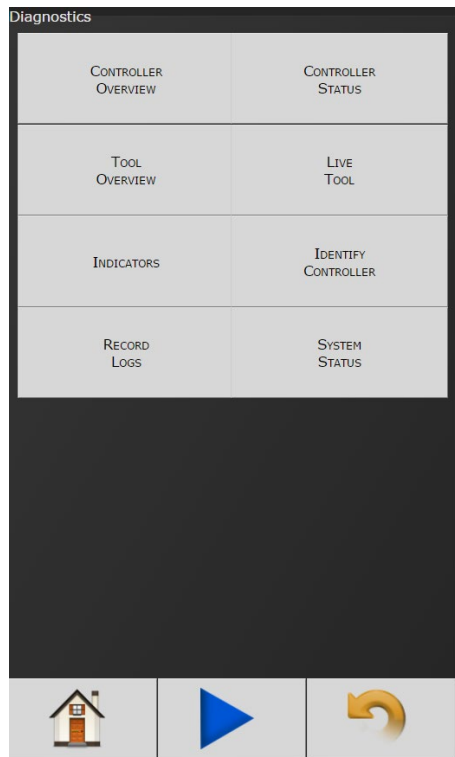 Diagnostics
Controller
Overview
Controller
Status
Tool
Overview
Live
Tool
Indicators
Identify
Controller
Record
Logs
System
Status